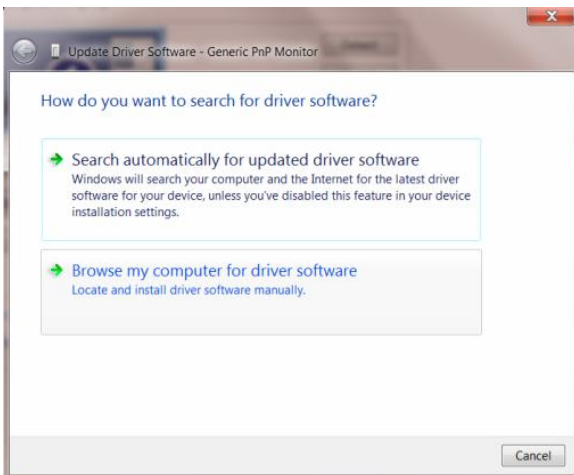 Update Driver Software - Generic PnP Monitor
How do you want to search for driver software?
Search automatically for updated driver software
Windows will search your computer and the Internet for the latest driver
software for your device, unless you've disabled this feature in your device
installation settings.
Browse my computer for driver software
Locate and install driver software manually.
Cancel